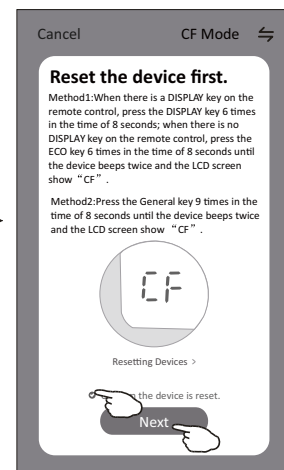 Cancel CF Mode
Reset the device first.
Method1:When there is a DISPLAY key on the
remote control, press the DISPLAY key 6 times
in the time of 8 seconds; when there is no
DISPLAY key on the remote control, press the
ECO key 6 times in the time of 8 seconds until
the device beeps twice and the LCD screen
show “CF”.
Method2:Press the General key 9 times in the
time of 8 seconds until the device beeps twice
and the LCD screen show “CF”.
CF
Resetting Devices >
the device is reset.
Next